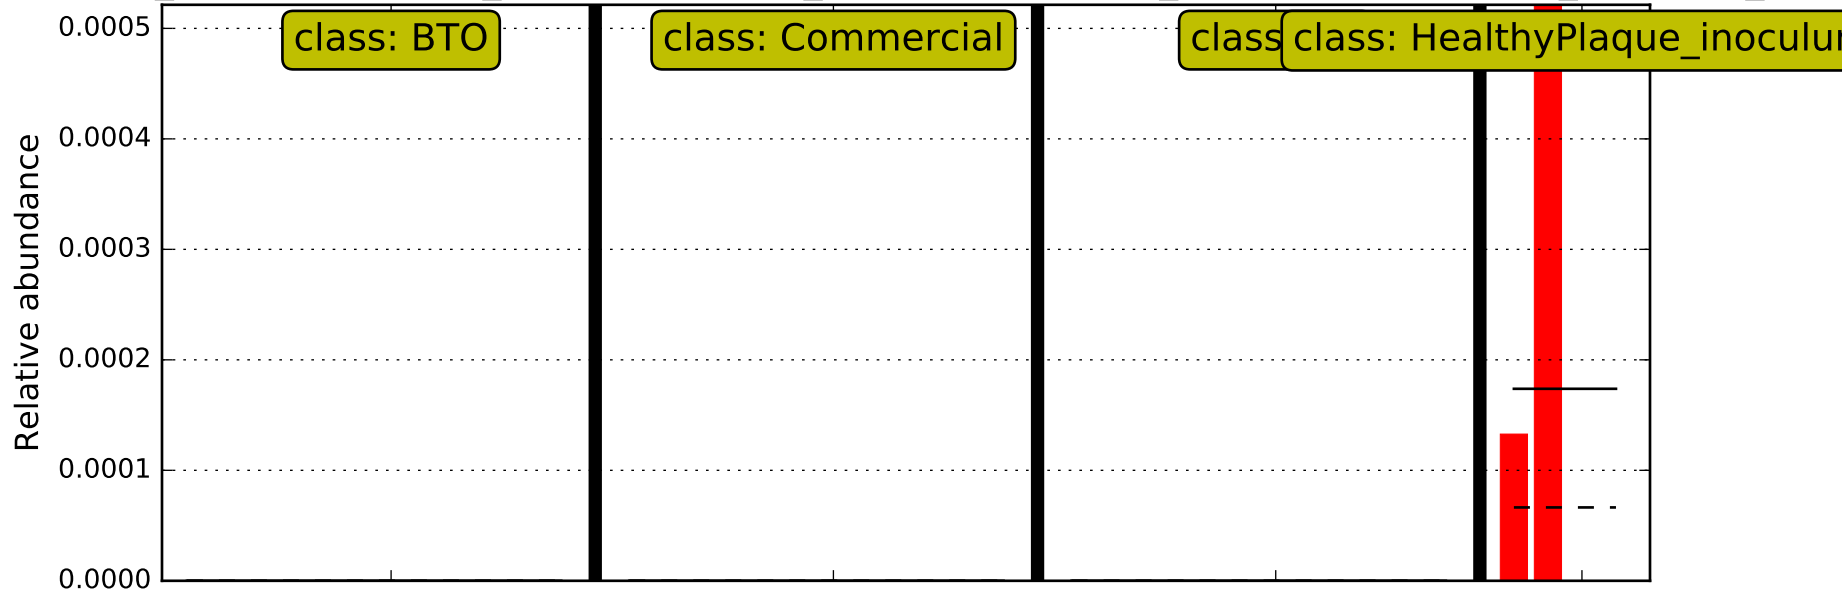 class: BTO
class: Commercial
class
class: HealthyPlaque_inoculu
Relative abundance
0.0005
0.0004
0.0003
0.0002
0.0001
0.0000